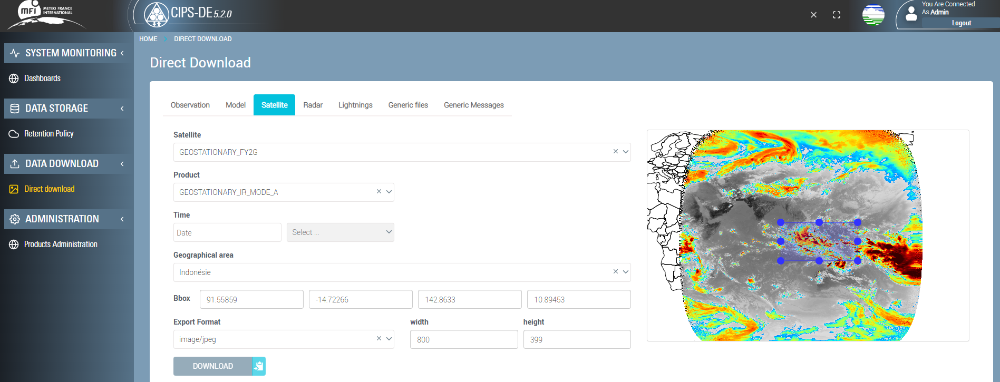 mfi METEO FRANCE
INTERNATIONAL
CIPS-DE 5.2.0
You Are Connected
As Admin
Logout
SYSTEM MONITORING
Dashboards
DATA STORAGE
Retention Policy
DATA DOWNLOAD
Direct download
ADMINISTRATION
Products Administration
HOME > DIRECT DOWNLOAD
Direct Download
Observation Model Satellite Radar Lightnings Generic files Generic Messages
Satellite
GEOSTATIONARY_FY2G
Product
GEOSTATIONARY_IR_MODE_A
Time
Date Select ...
Geographical area
Indonésie
Bbox 91.55859 -14.72266 142.8633 10.89453
Export Format width height
image/jpeg 800 399
DOWNLOAD